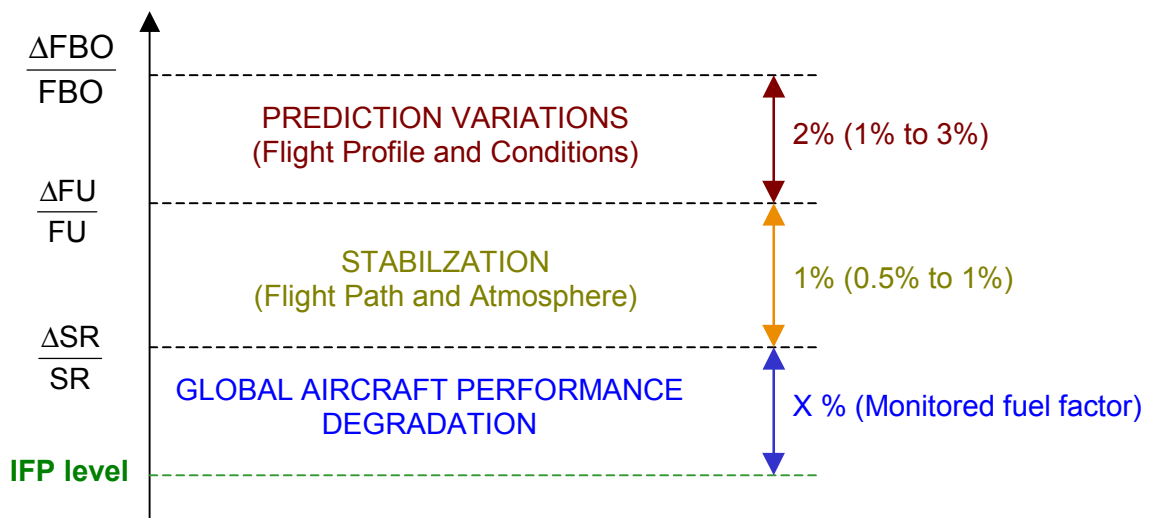 ΔFBO
FBO
PREDICTION VARIATIONS
(Flight Profile and Conditions)
2% (1% to 3%)
ΔFU
FU
STABILZATION
(Flight Path and Atmosphere)
1% (0.5% to 1%)
ΔSR
SR
GLOBAL AIRCRAFT PERFORMANCE
DEGRADATION
X % (Monitored fuel factor)
IFP level